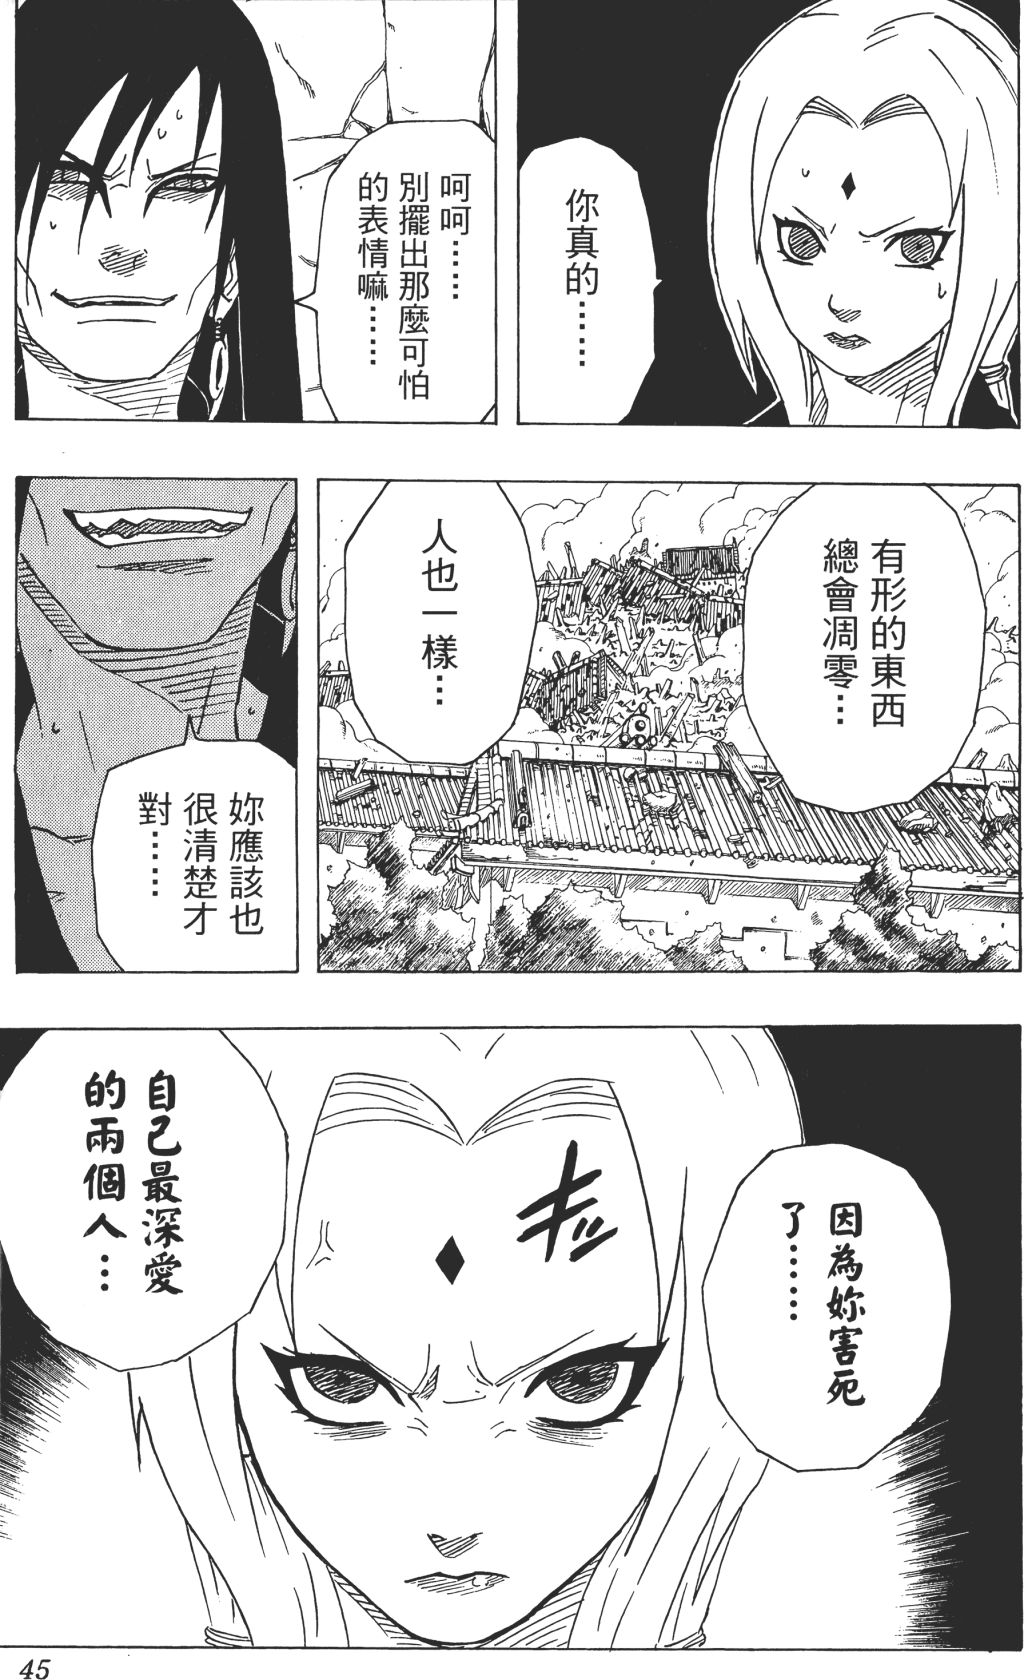 你真的……
呵呵……
別擺出那麼可怕
的表情嘛……
有形的東西
總會凋零…
人也一樣…
妳應該也
很清楚才
對……
因為妳害死
了……
自己最深愛
的兩個人…
キッ
45